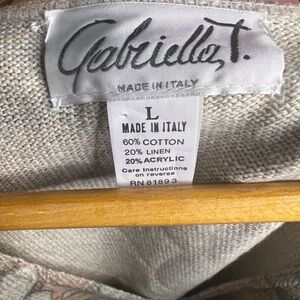 Gabriella T.
MADE IN ITALY
L
MADE IN ITALY
60% COTTON
20% LINEN
20% ACRYLIC
Care Instructions
on reverse
RN 81893